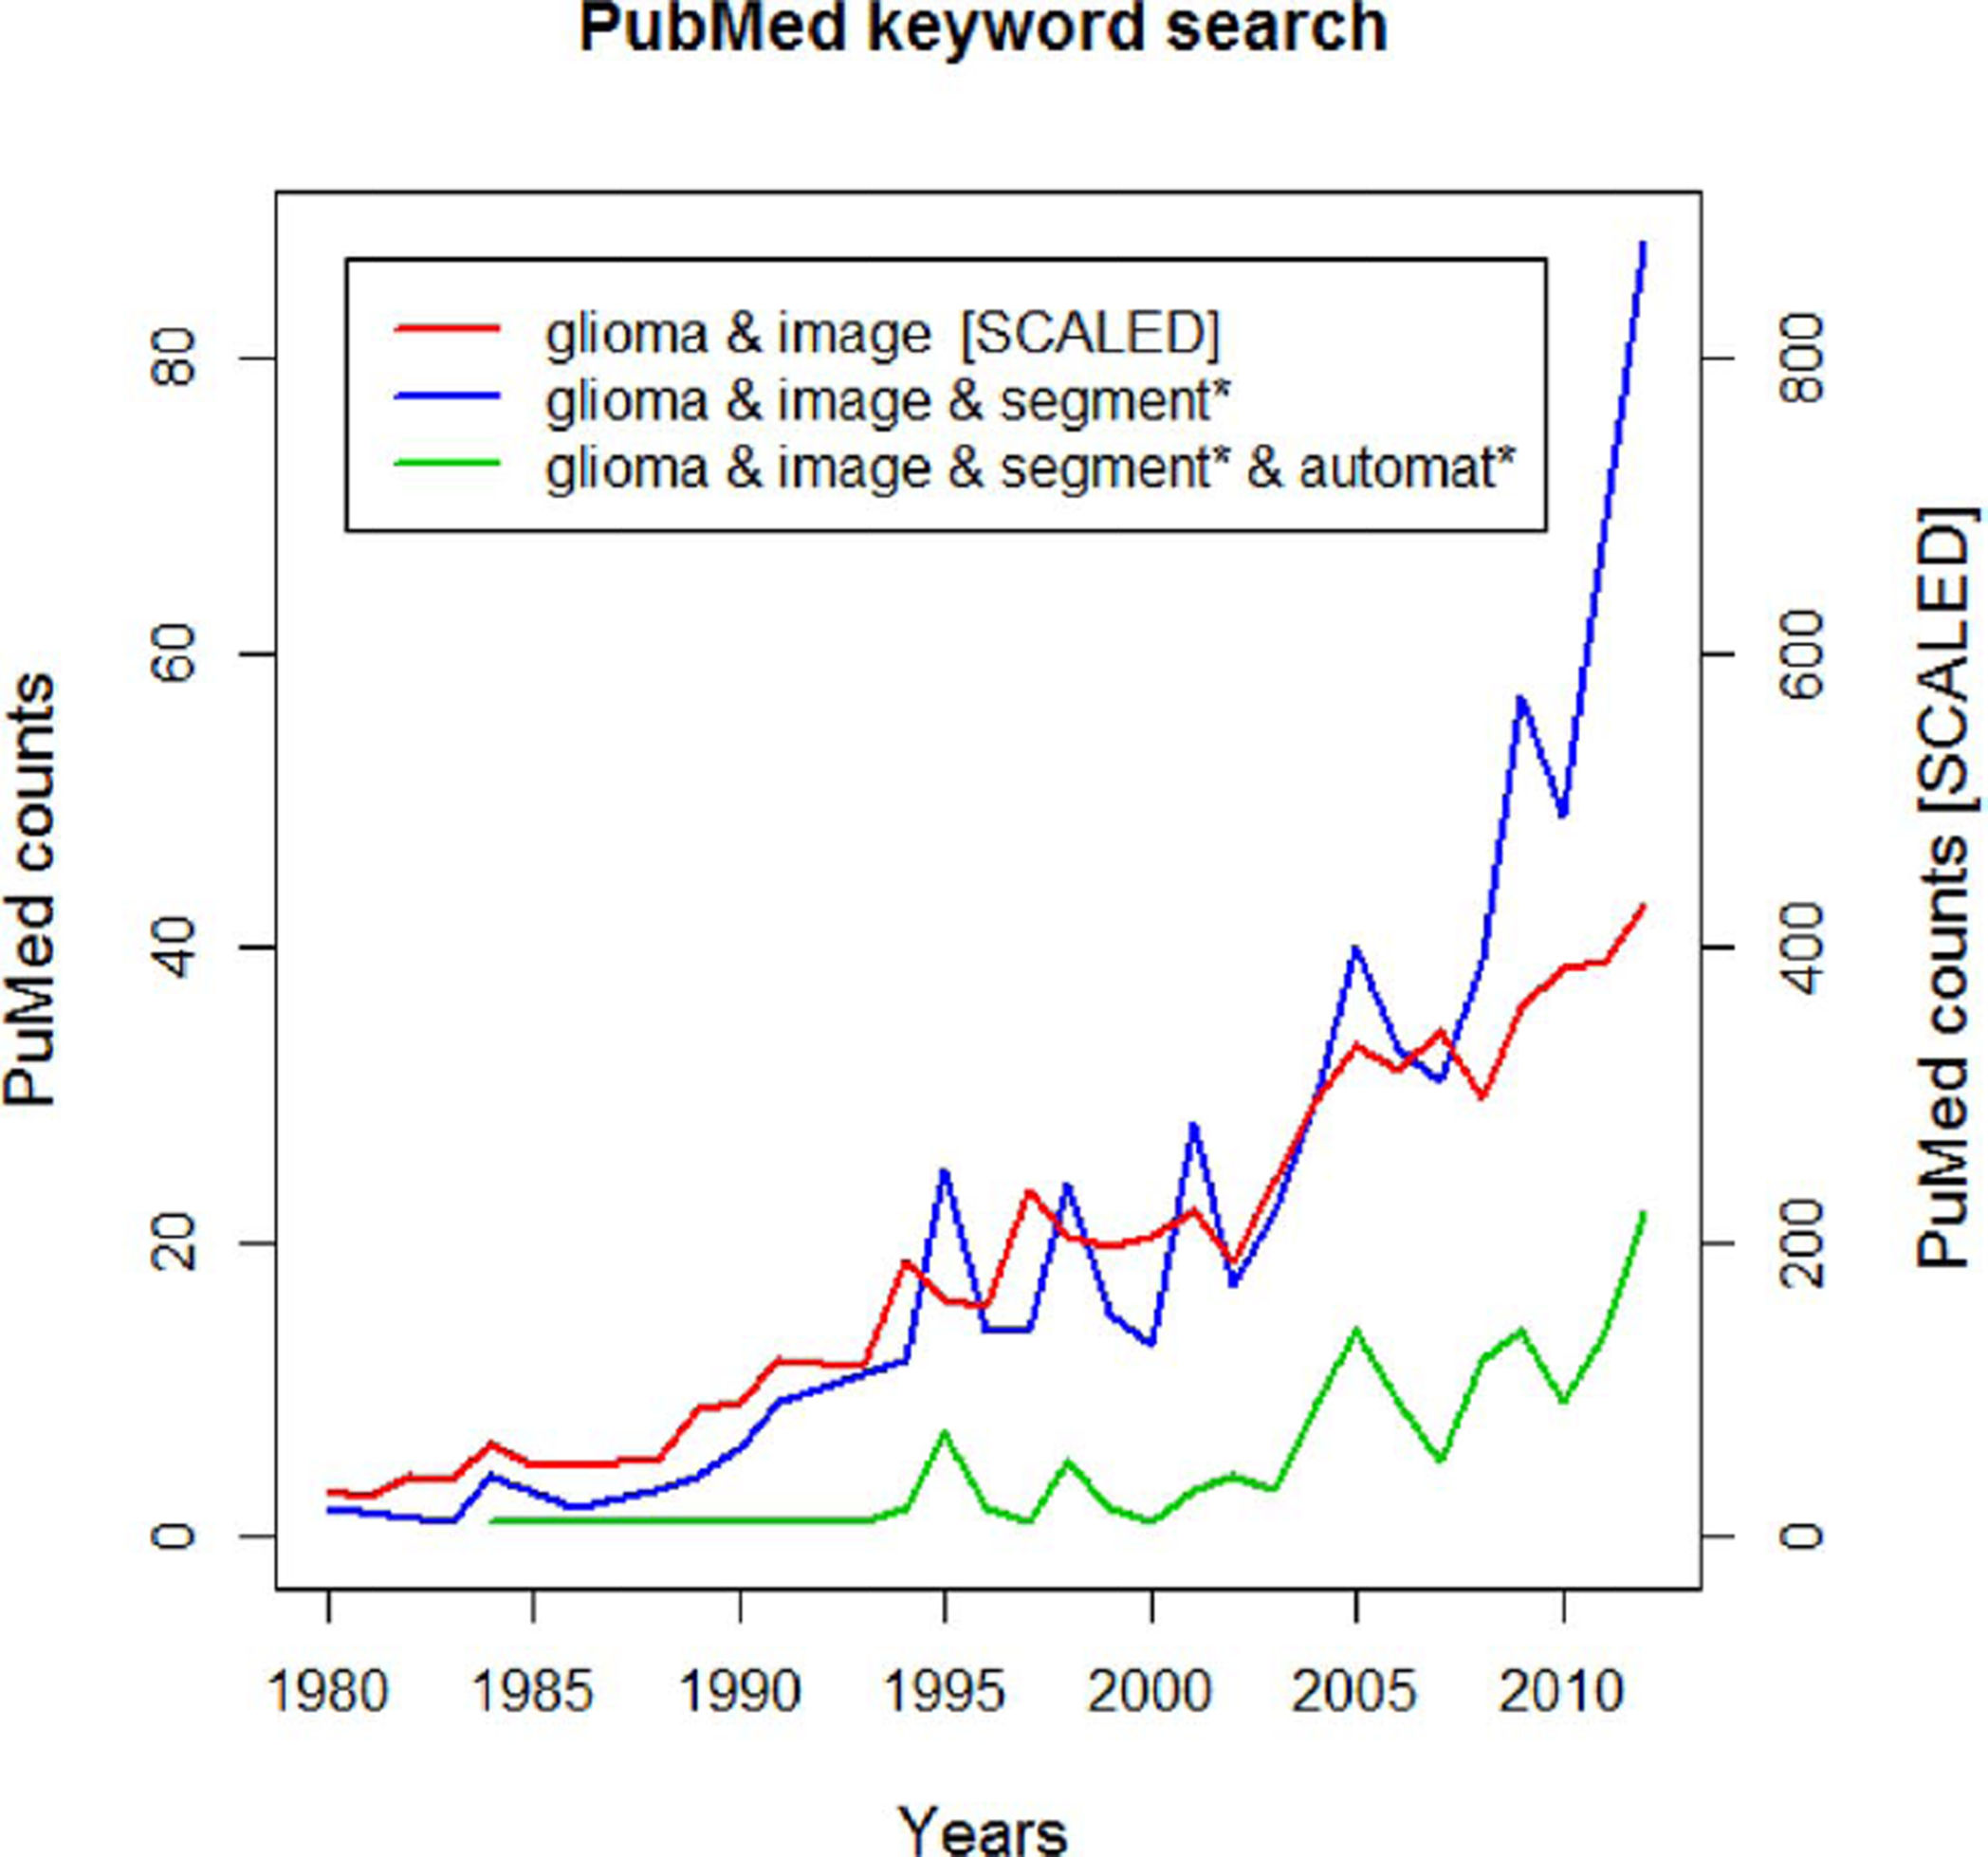 PubMed keyword search
glioma & image [SCALED]
glioma & image & segment*
glioma & image & segment* & automat*
PuMed counts
80
60
40
20
0
800
600
400
200
0
PuMed counts [SCALED]
1980 1985 1990 1995 2000 2005 2010
Years